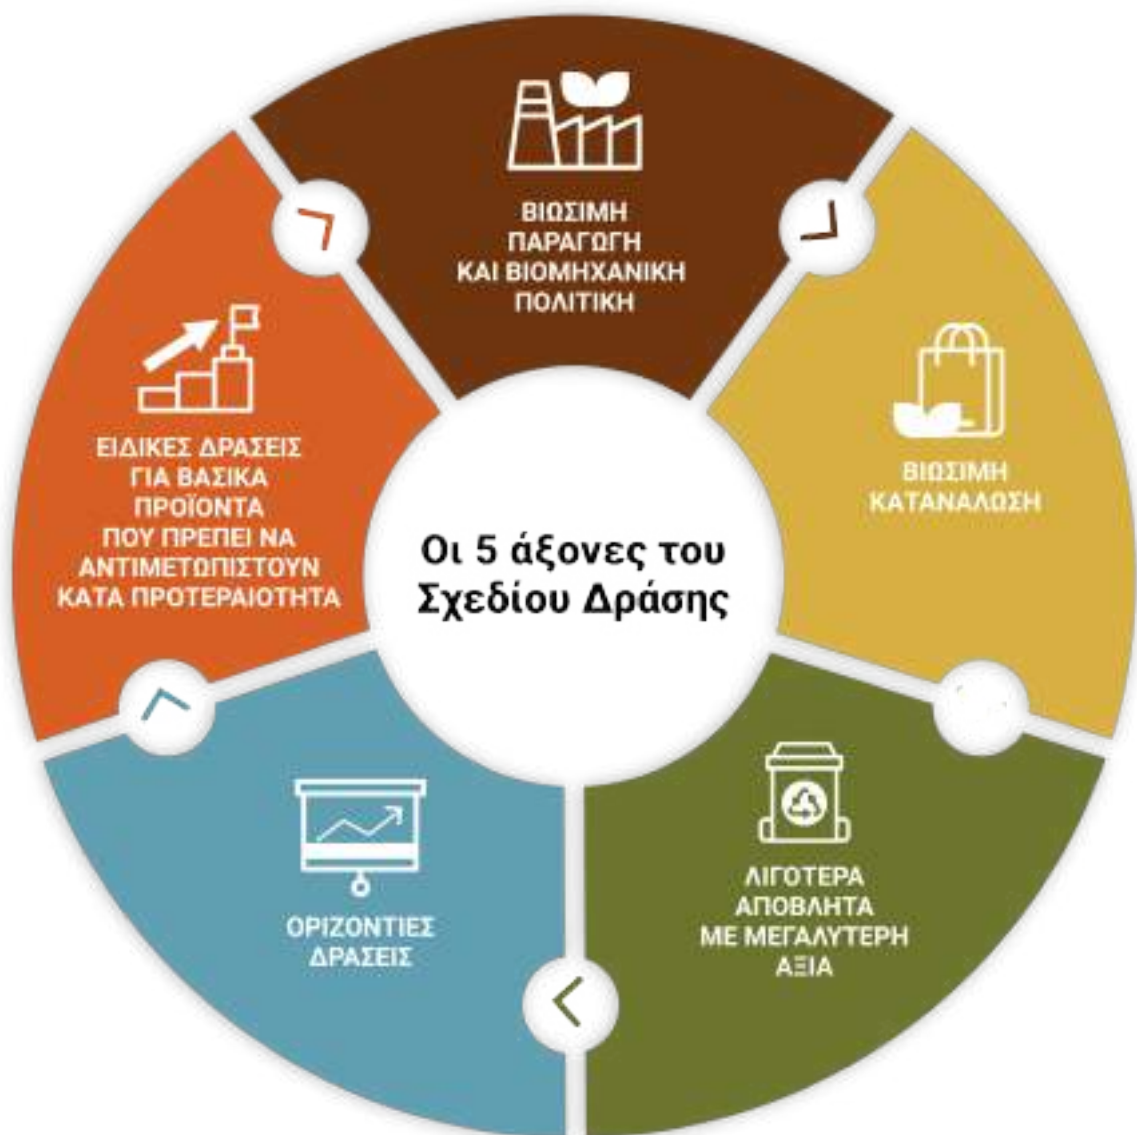 ΒΙΩΣΙΜΗ
ΠΑΡΑΓΩΓΗ
ΚΑΙ ΒΙΟΜΗΧΑΝΙΚΗ
ΠΟΛΙΤΙΚΗ
ΒΙΩΣΙΜΗ
ΚΑΤΑΝΑΛΩΣΗ
ΛΙΓΟΤΕΡΑ
ΑΠΟΒΛΗΤΑ
ΜΕ ΜΕΓΑΛΥΤΕΡΗ
ΑΞΙΑ
ΟΡΙΖΟΝΤΙΕΣ
ΔΡΑΣΕΙΣ
ΕΙΔΙΚΕΣ ΔΡΑΣΕΙΣ
ΓΙΑ ΒΑΣΙΚΑ
ΠΡΟΪΟΝΤΑ
ΠΟΥ ΠΡΕΠΕΙ ΝΑ
ΑΝΤΙΜΕΤΩΠΙΣΤΟΥΝ
ΚΑΤΑ ΠΡΟΤΕΡΑΙΟΤΗΤΑ
Οι 5 άξονες του
Σχεδίου Δράσης